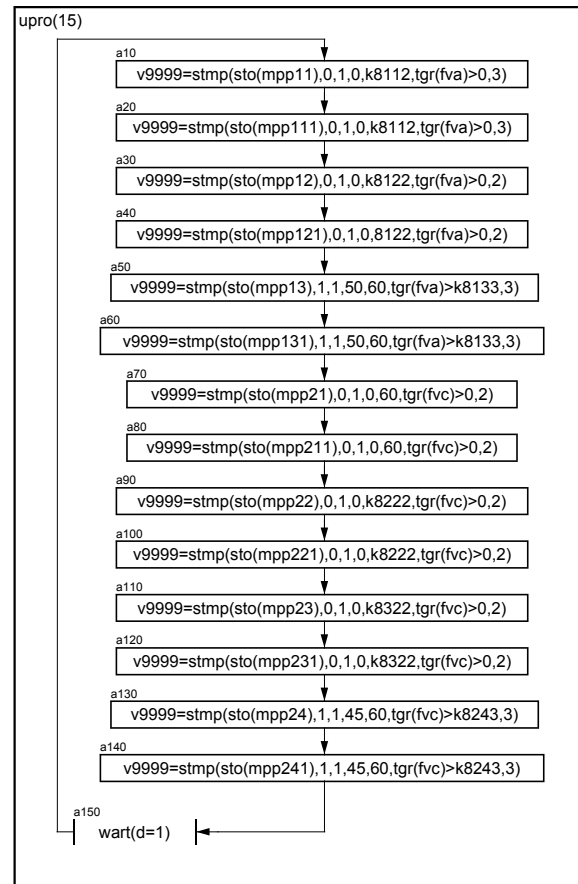 upro(15)
a10
v9999=stmp(sto(mpp11),0,1,0,k8112,tgr(fva)>0,3)
a20
v9999=stmp(sto(mpp111),0,1,0,k8112,tgr(fva)>0,3)
a30
v9999=stmp(sto(mpp12),0,1,0,k8122,tgr(fva)>0,2)
a40
v9999=stmp(sto(mpp121),0,1,0,8122,tgr(fva)>0,2)
a50
v9999=stmp(sto(mpp13),1,1,50,60,tgr(fva)>k8133,3)
a60
v9999=stmp(sto(mpp131),1,1,50,60,tgr(fva)>k8133,3)
a70
v9999=stmp(sto(mpp21),0,1,0,60,tgr(fvc)>0,2)
a80
v9999=stmp(sto(mpp211),0,1,0,60,tgr(fvc)>0,2)
a90
v9999=stmp(sto(mpp22),0,1,0,k8222,tgr(fvc)>0,2)
a100
v9999=stmp(sto(mpp221),0,1,0,k8222,tgr(fvc)>0,2)
a110
v9999=stmp(sto(mpp23),0,1,0,k8322,tgr(fvc)>0,2)
a120
v9999=stmp(sto(mpp231),0,1,0,k8322,tgr(fvc)>0,2)
a130
v9999=stmp(sto(mpp24),1,1,45,60,tgr(fvc)>k8243,3)
a140
v9999=stmp(sto(mpp241),1,1,45,60,tgr(fvc)>k8243,3)
a150
wart(d=1)